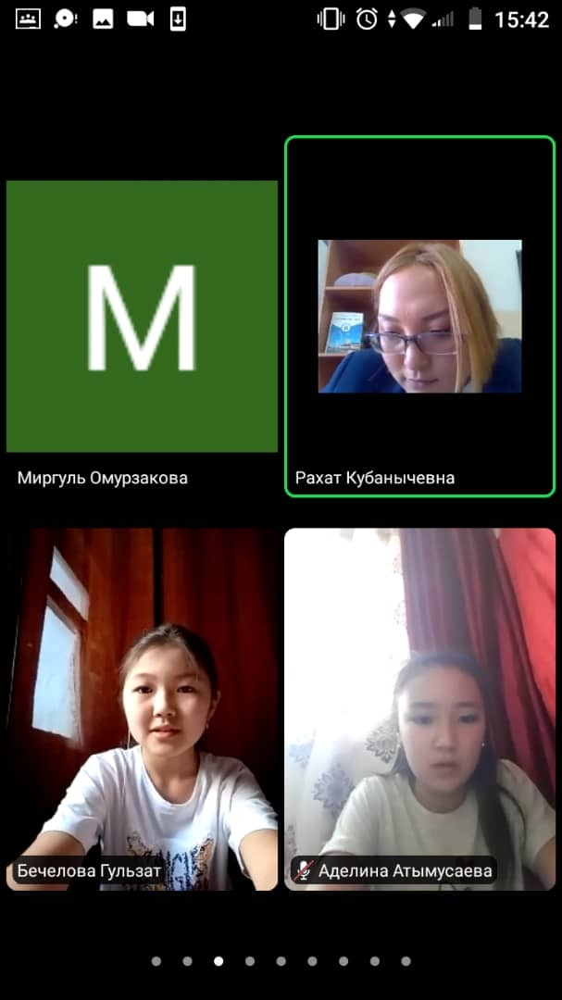 15:42
M
Миргуль Омурзакова
Рахат Кубанычевна
Бечелова Гульзат
Аделина Атымусаева